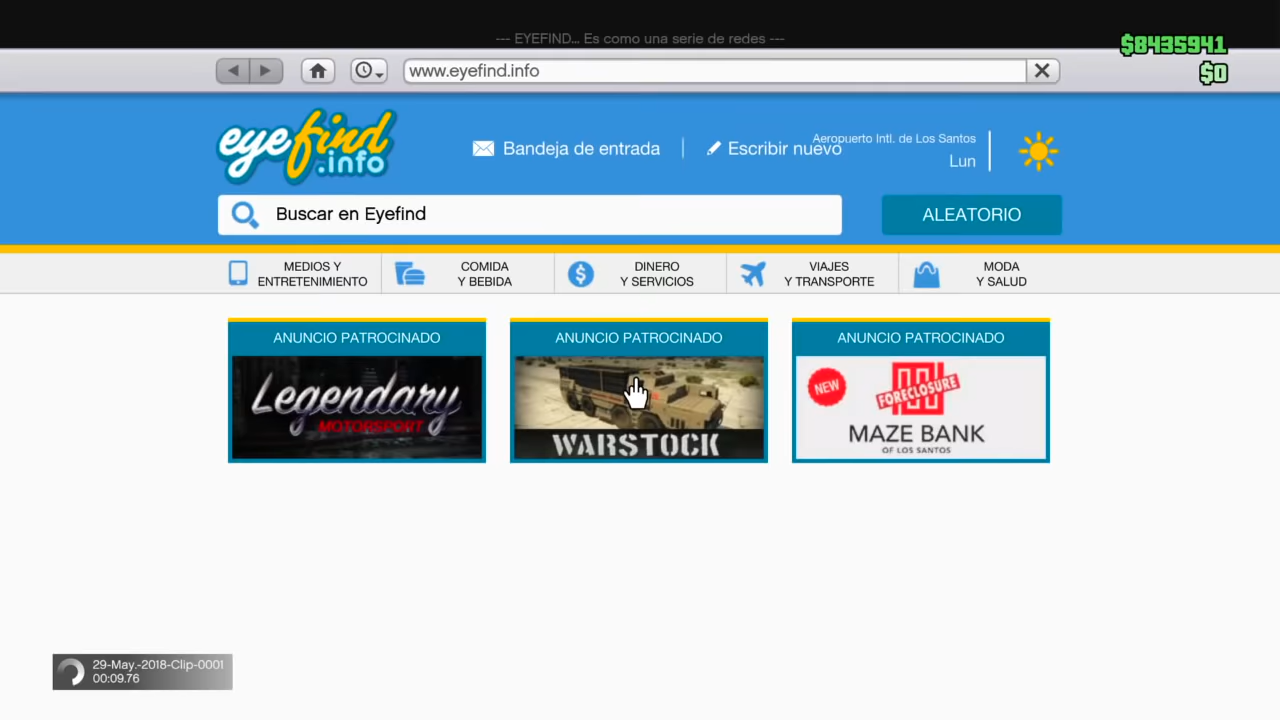 --- EYEFIND... Es como una serie de redes ---
$8435941
$0
www.eyefind.info
eyefind
.info
Bandeja de entrada
Escribir nuevo
Aeropuerto Intl. de Los Santos
Lun
Buscar en Eyefind
ALEATORIO
MEDIOS Y
ENTRETENIMIENTO
COMIDA
Y BEBIDA
DINERO
Y SERVICIOS
VIAJES
Y TRANSPORTE
MODA
Y SALUD
ANUNCIO PATROCINADO
Legendary
MOTORSPORT
ANUNCIO PATROCINADO
WARSTOCK
ANUNCIO PATROCINADO
NEW
FORECLOSURE
MAZE BANK
OF LOS SANTOS
29-May.-2018-Clip-0001
00:09.76